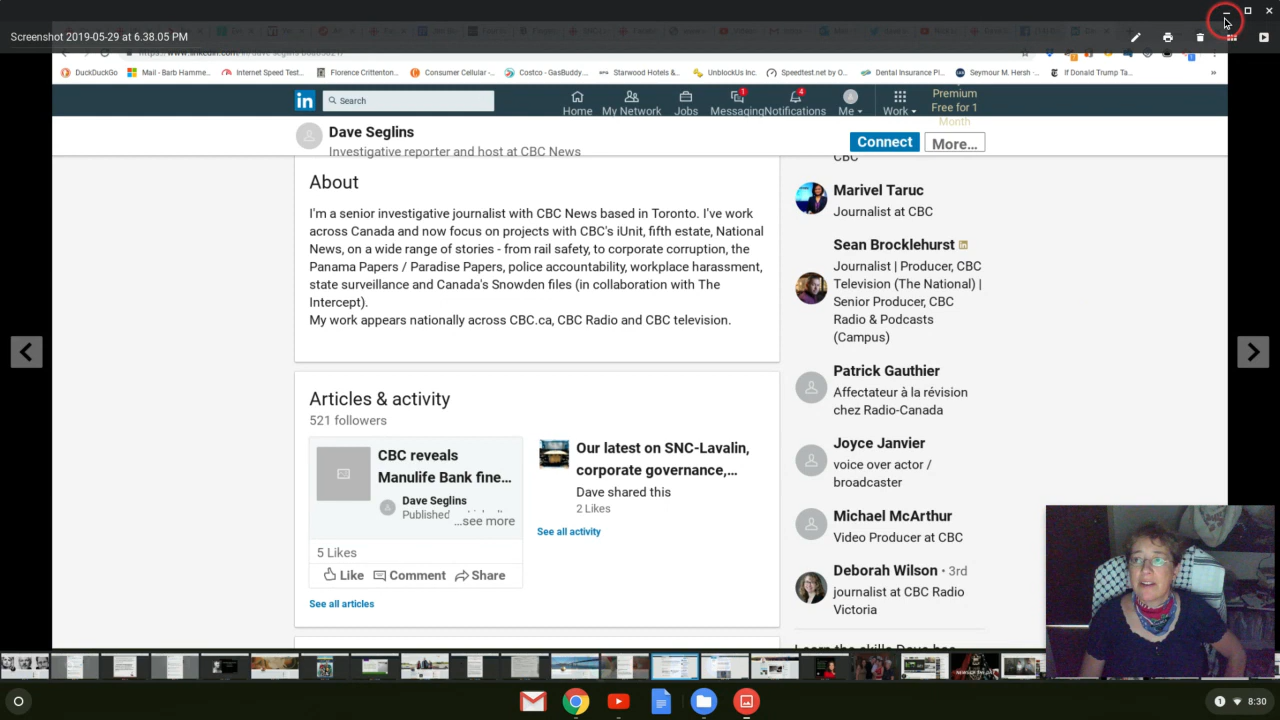 Screenshot 2019-05-29 at 6.38.05 PM
DuckDuckGo
Mail - Barb Hamme...
Internet Speed Test...
Florence Crittenton...
Consumer Cellular -...
Costco - GasBuddy...
Starwood Hotels &...
UnblockUs Inc.
Speedtest.net by O...
Dental Insurance Pl...
Seymour M. Hersh -...
If Donald Trump Ta...
»
in
Search
Home
My Network
Jobs
1
Messaging
4
Notifications
Me
Work
Premium
Free for 1
Month
Dave Seglins
Investigative reporter and host at CBC News
Connect
More...
About
I'm a senior investigative journalist with CBC News based in Toronto. I've work
across Canada and now focus on projects with CBC's iUnit, fifth estate, National
News, on a wide range of stories - from rail safety, to corporate corruption, the
Panama Papers / Paradise Papers, police accountability, workplace harassment,
state surveillance and Canada's Snowden files (in collaboration with The
Intercept).
My work appears nationally across CBC.ca, CBC Radio and CBC television.
Articles & activity
521 followers
CBC reveals
Manulife Bank fine...
Dave Seglins
Published
...see more
5 Likes
Like
Comment
Share
See all articles
Our latest on SNC-Lavalin,
corporate governance,...
Dave shared this
2 Likes
See all activity
CBC
Marivel Taruc
Journalist at CBC
Sean Brocklehurst in
Journalist | Producer, CBC
Television (The National) |
Senior Producer, CBC
Radio & Podcasts
(Campus)
Patrick Gauthier
Affectateur à la révision
chez Radio-Canada
Joyce Janvier
voice over actor /
broadcaster
Michael McArthur
Video Producer at CBC
Deborah Wilson • 3rd
journalist at CBC Radio
Victoria
Learn the skills Dave has
1
8:30